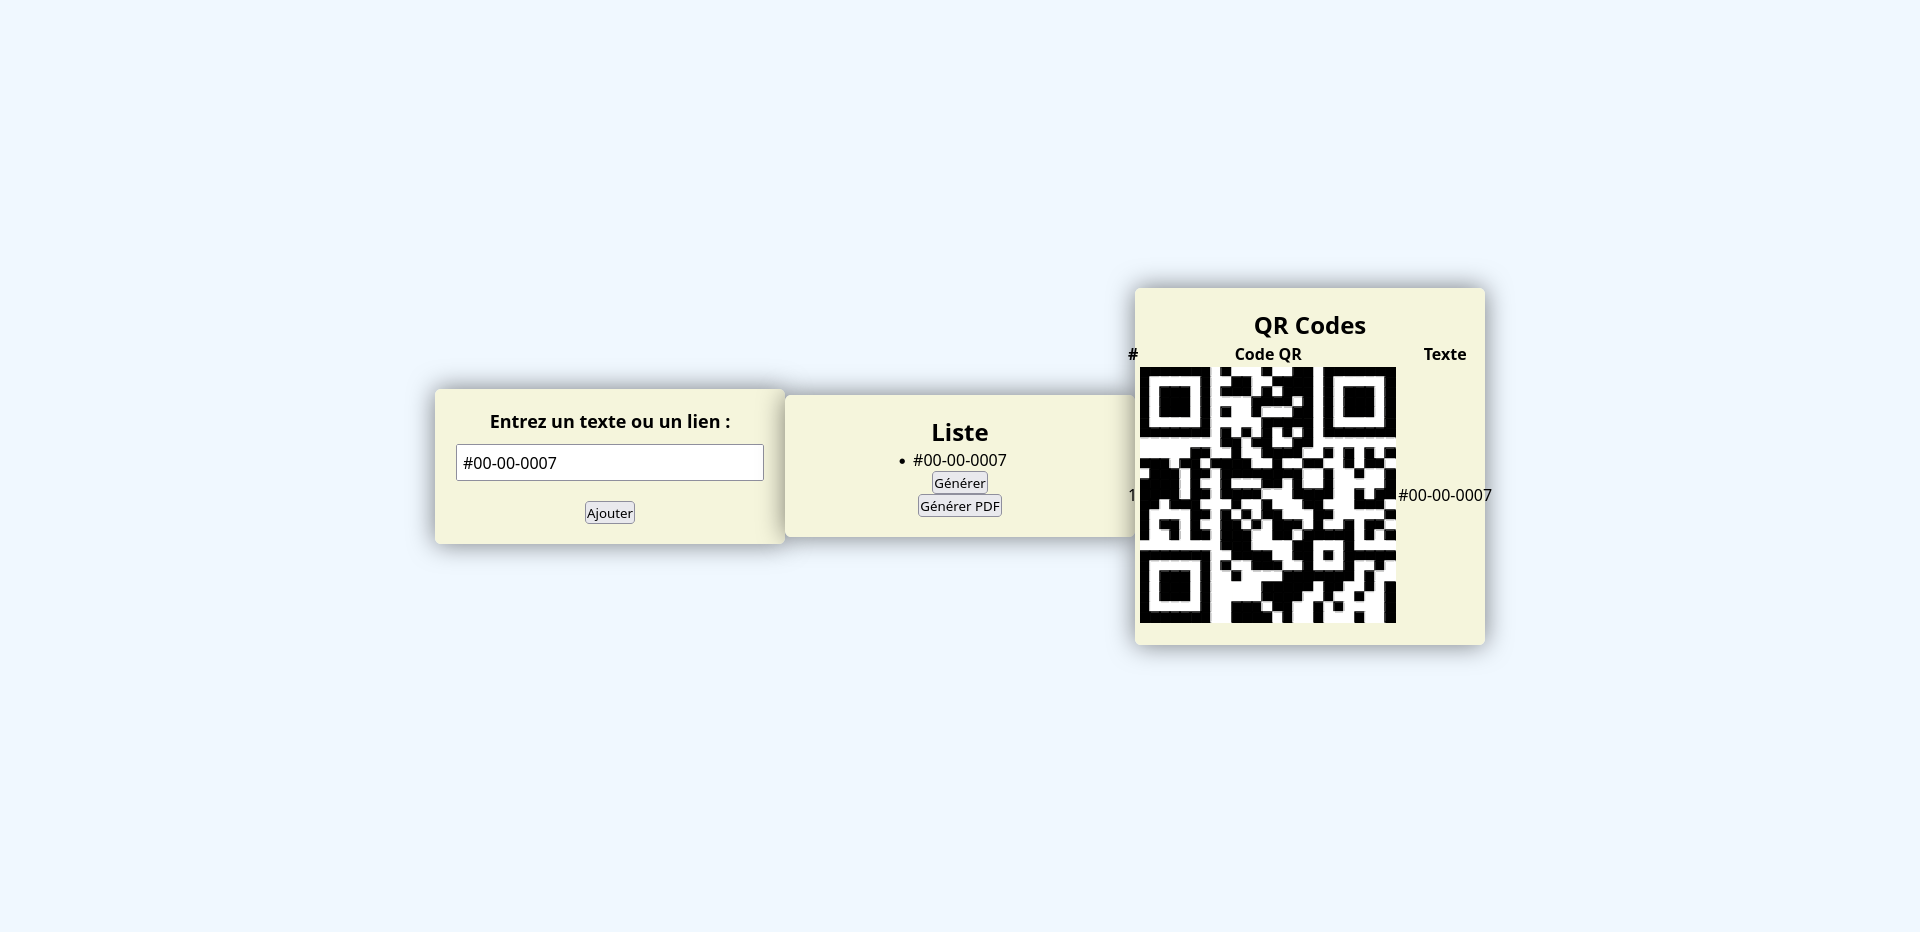 Entrez un texte ou un lien :
#00-00-0007
Ajouter
Liste
• #00-00-0007
Générer
Générer PDF
QR Codes
# Code QR Texte
1 #00-00-0007